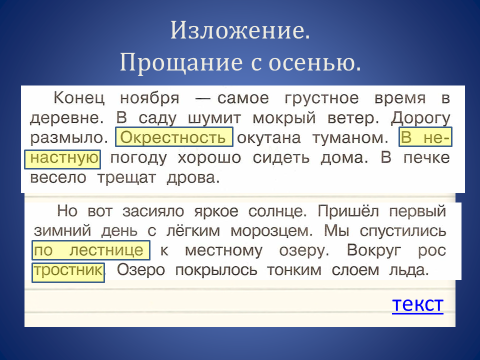 Изложение.
Прощание с осенью.
Конец ноября — самое грустное время в
деревне. В саду шумит мокрый ветер. Дорогу
размыло. Окрестность окутана туманом. В не-
настную погоду хорошо сидеть дома. В печке
весело трещат дрова.
Но вот засияло яркое солнце. Пришёл первый
зимний день с лёгким морозцем. Мы спустились
по лестнице к местному озеру. Вокруг рос
тростник. Озеро покрылось тонким слоем льда.
текст